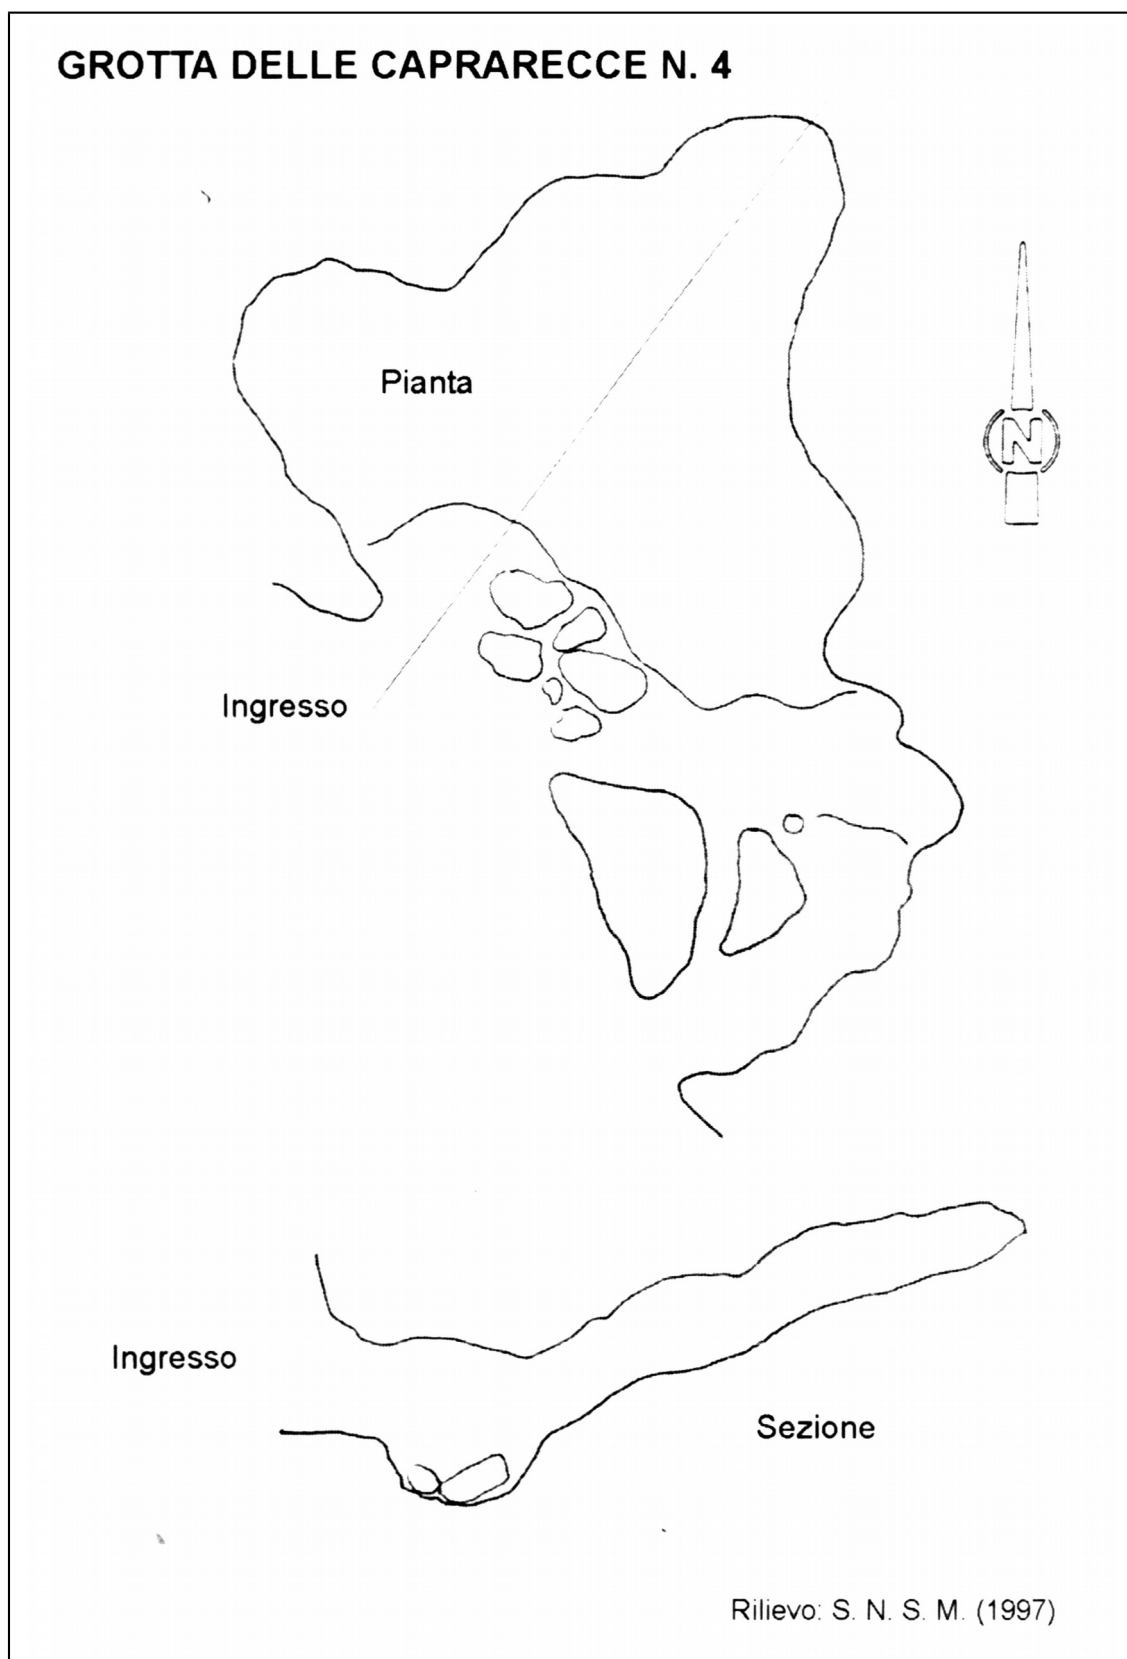 GROTTA DELLE CAPRARECCE N. 4
Pianta
N
Ingresso
Ingresso
Sezione
Rilievo: S. N. S. M. (1997)